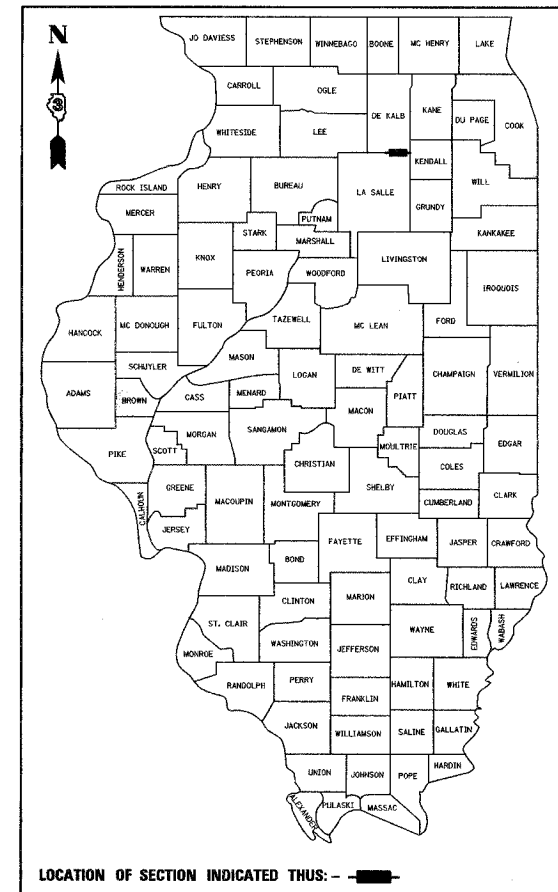 N
JO DAVIESS STEPHENSON WINNEBAGO BOONE MC HENRY LAKE
CARROLL OGLE DE KALB KANE DU PAGE COOK
WHITESIDE LEE KENDALL WILL
ROCK ISLAND HENRY BUREAU LA SALLE GRUNDY
MERCER PUTNAM KANKAKEE
HENDERSON WARREN KNOX STARK MARSHALL LIVINGSTON
PEORIA WOODFORD IROQUOIS
HANCOCK MC DONOUGH FULTON TAZEWELL MC LEAN FORD
SCHUYLER MASON LOGAN DE WITT CHAMPAIGN VERMILION
ADAMS BROWN CASS MENARD MACON PIATT
MORGAN SANGAMON MOULTRIE DOUGLAS EDGAR
PIKE SCOTT CHRISTIAN COLES
GREENE MACOUPIN MONTGOMERY SHELBY CUMBERLAND CLARK
CALHOUN JERSEY FAYETTE EFFINGHAM JASPER CRAWFORD
MADISON BOND CLAY RICHLAND LAWRENCE
CLINTON MARION
ST. CLAIR WAYNE EDWARDS WABASH
MONROE WASHINGTON JEFFERSON
RANDOLPH PERRY HAMILTON WHITE
FRANKLIN
JACKSON WILLIAMSON SALINE GALLATIN
UNION JOHNSON POPE HARDIN
ALEXANDER PULASKI MASSAC
LOCATION OF SECTION INDICATED THUS: -